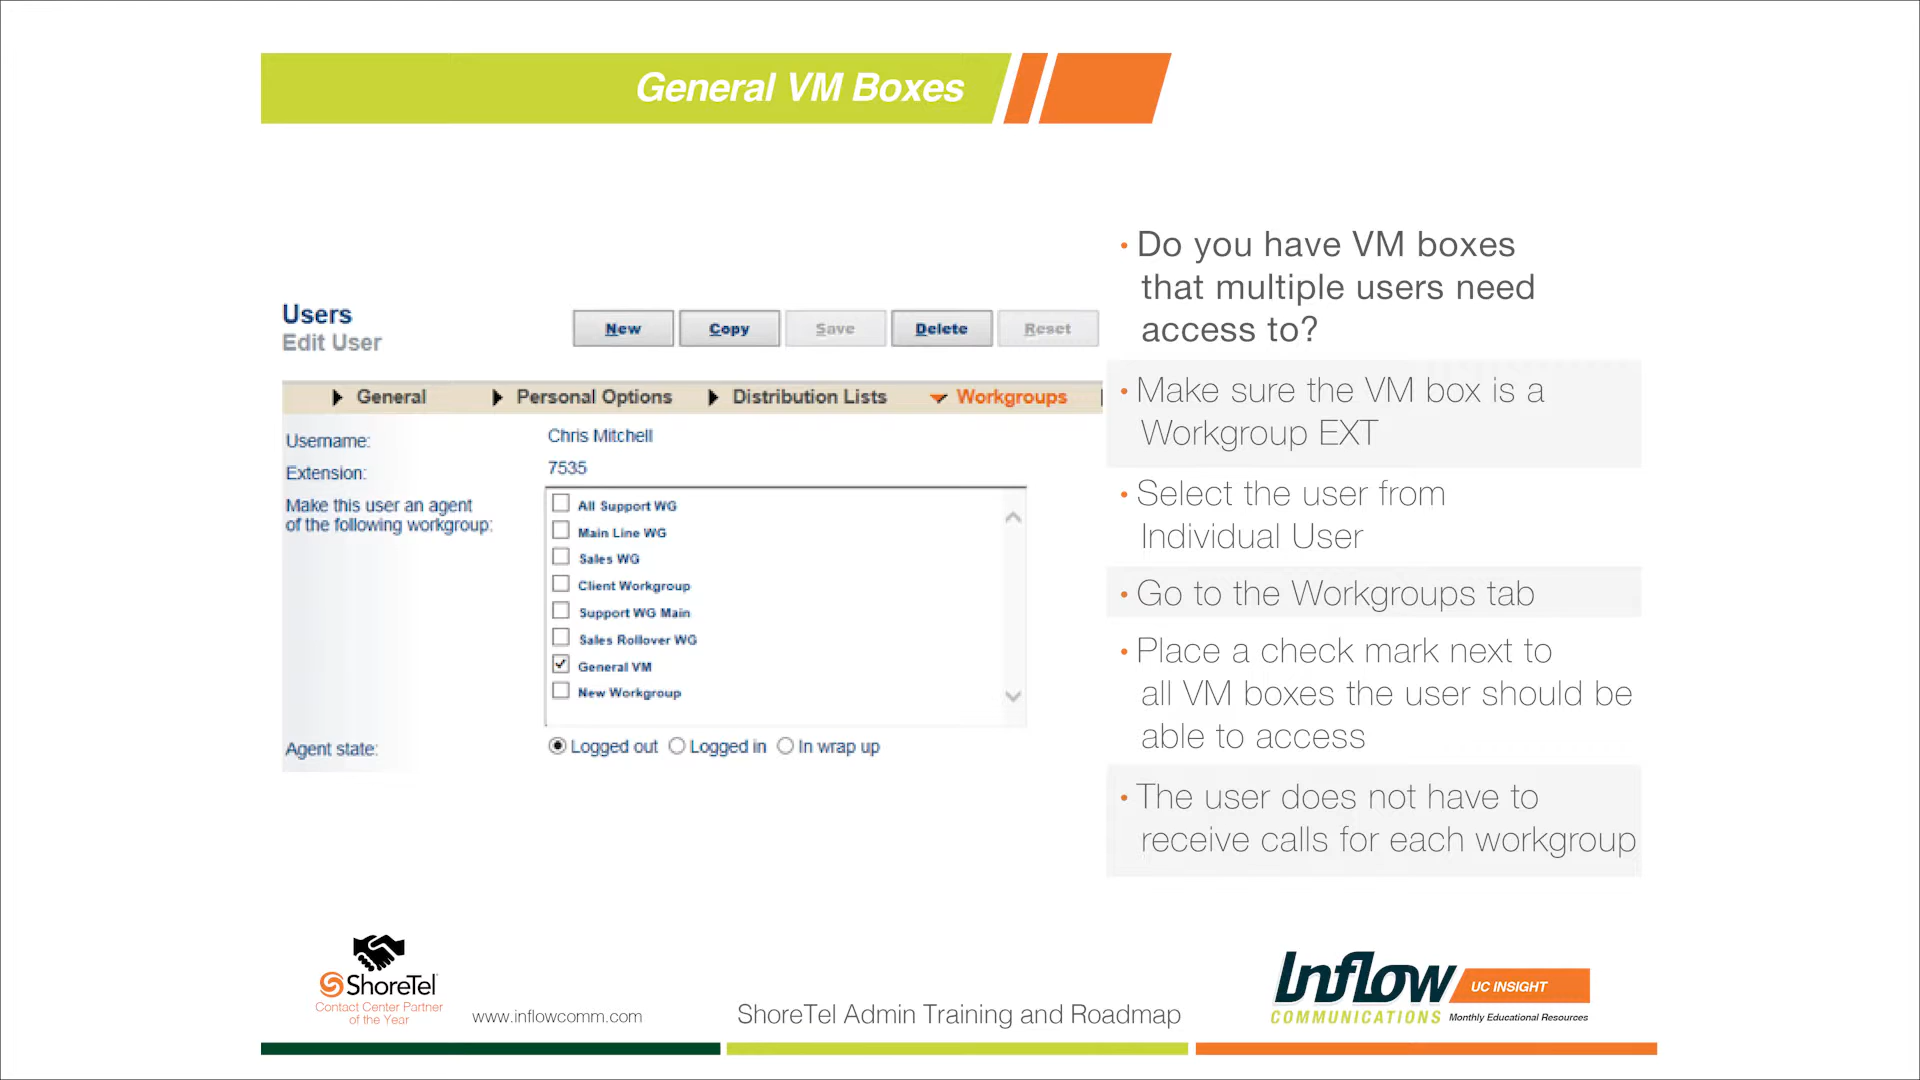 General VM Boxes
Users
Edit User
New
Copy
Save
Delete
Reset
General
Personal Options
Distribution Lists
Workgroups
Username:
Chris Mitchell
Extension:
7535
Make this user an agent
of the following workgroup:
All Support WG
Main Line WG
Sales WG
Client Workgroup
Support WG Main
Sales Rollover WG
General VM
New Workgroup
Agent state:
Logged out
Logged in
In wrap up
• Do you have VM boxes
that multiple users need
access to?
• Make sure the VM box is a
Workgroup EXT
• Select the user from
Individual User
• Go to the Workgroups tab
• Place a check mark next to
all VM boxes the user should be
able to access
• The user does not have to
receive calls for each workgroup
ShoreTel
Contact Center Partner
of the Year
www.inflowcomm.com
ShoreTel Admin Training and Roadmap
Inflow
COMMUNICATIONS
UC INSIGHT
Monthly Educational Resources